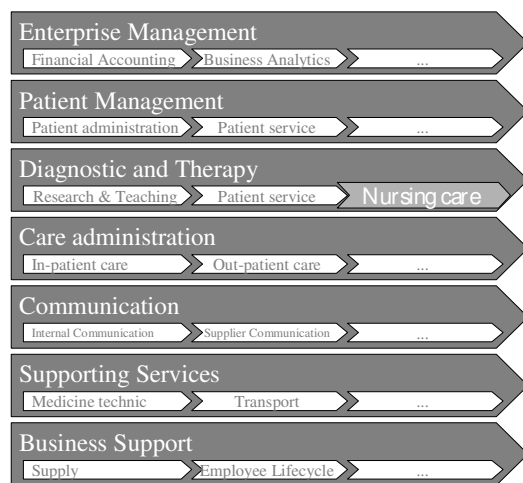 Enterprise Management
Financial Accounting Business Analytics ...
Patient Management
Patient administration Patient service ...
Diagnostic and Therapy
Research & Teaching Patient service Nursing care
Care administration
In-patient care Out-patient care ...
Communication
Internal Communication Supplier Communication ...
Supporting Services
Medicine technic Transport ...
Business Support
Supply Employee Lifecycle ...